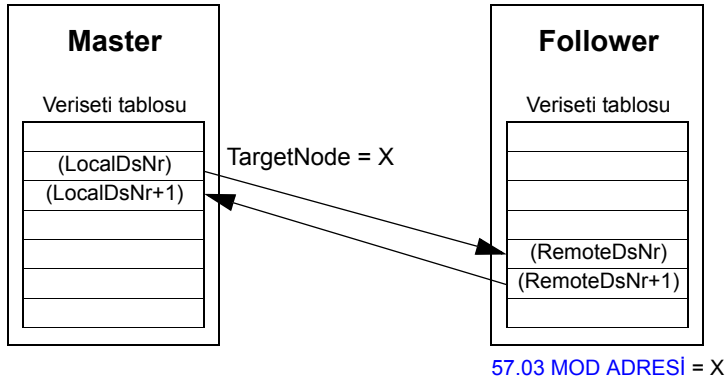 Master
Follower
Veriseti tablosu
Veriseti tablosu
(LocalDsNr)
TargetNode = X
(LocalDsNr+1)
(RemoteDsNr)
(RemoteDsNr+1)
57.03 MOD ADRESİ = X